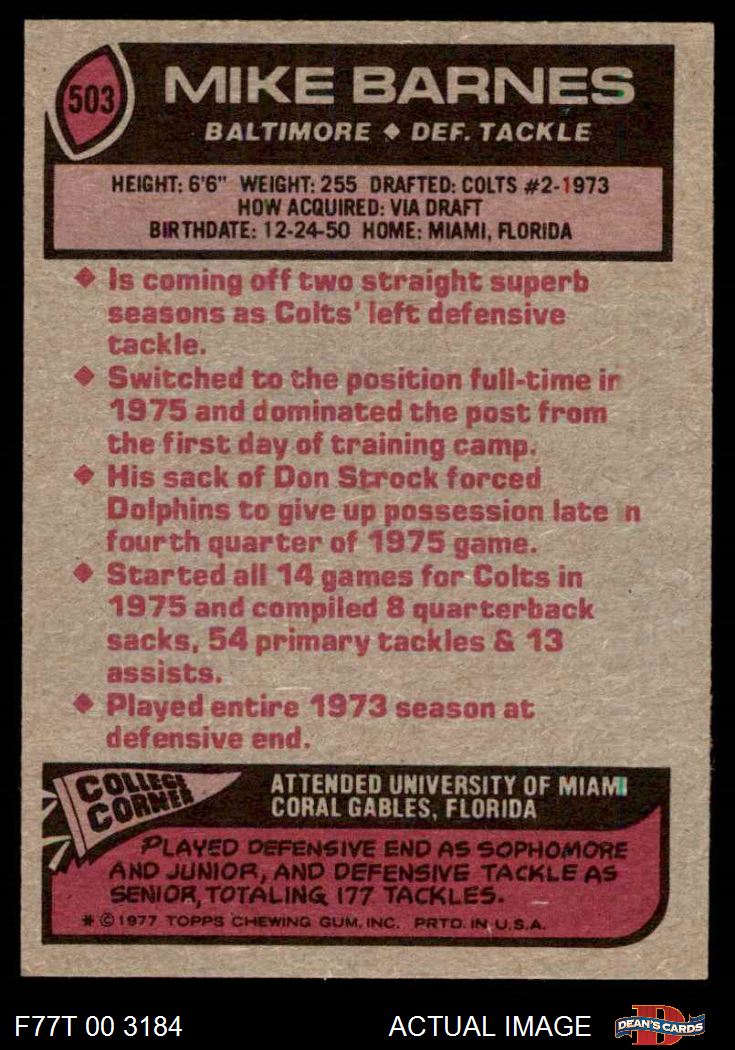 503
MIKE BARNES
BALTIMORE ◆ DEF. TACKLE
HEIGHT: 6'6" WEIGHT: 255 DRAFTED: COLTS #2-1973
HOW ACQUIRED: VIA DRAFT
BIRTHDATE: 12-24-50 HOME: MIAMI, FLORIDA
◆ Is coming off two straight superb
seasons as Colts' left defensive
tackle.
◆ Switched to the position full-time in
1975 and dominated the post from
the first day of training camp.
◆ His sack of Don Strock forced
Dolphins to give up possession late in
fourth quarter of 1975 game.
◆ Started all 14 games for Colts in
1975 and compiled 8 quarterback
sacks, 54 primary tackles & 13
assists.
◆ Played entire 1973 season at
defensive end.
COLLEGE
CORNER
ATTENDED UNIVERSITY OF MIAMI
CORAL GABLES, FLORIDA
PLAYED DEFENSIVE END AS SOPHOMORE
AND JUNIOR, AND DEFENSIVE TACKLE AS
SENIOR, TOTALING 177 TACKLES.
* © 1977 TOPPS CHEWING GUM, INC. PRTD. IN U.S.A.
F77T 00 3184 ACTUAL IMAGE
D
DEAN'S CARDS